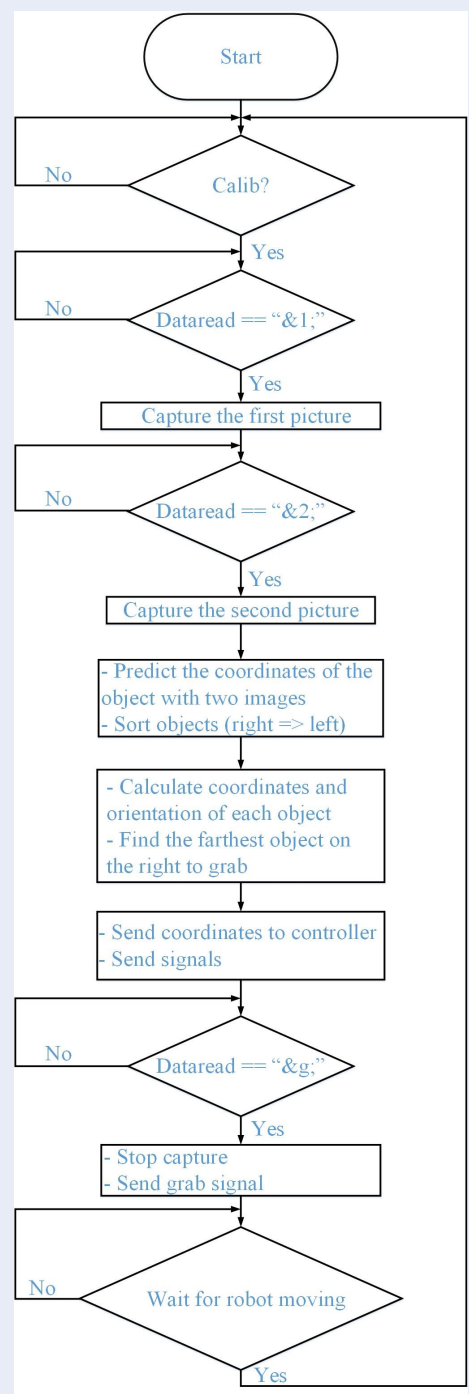 Start
No
Calib?
Yes
No
Dataread == “&1;”
Yes
Capture the first picture
No
Dataread == “&2;”
Yes
Capture the second picture
- Predict the coordinates of the
object with two images
- Sort objects (right => left)
- Calculate coordinates and
orientation of each object
- Find the farthest object on
the right to grab
- Send coordinates to controller
- Send signals
No
Dataread == “&g;”
Yes
- Stop capture
- Send grab signal
No
Wait for robot moving
Yes